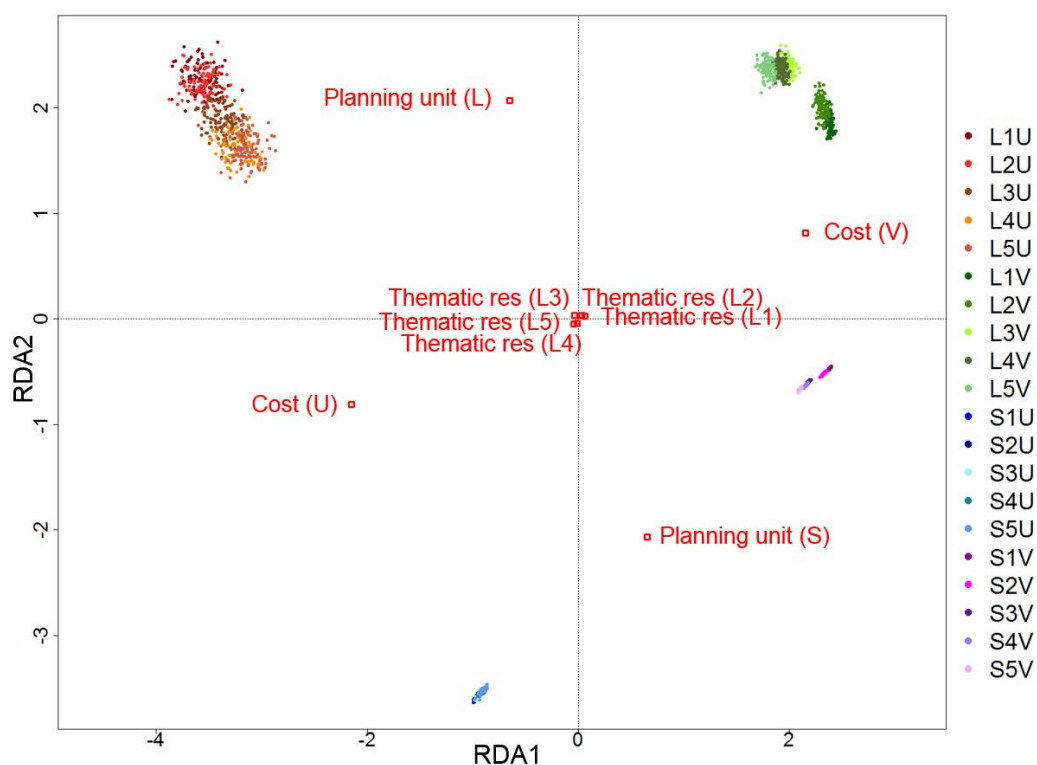 Planning unit (L)
Cost (V)
Thematic res (L3)
Thematic res (L2)
Thematic res (L5)
Thematic res (L1)
Thematic res (L4)
Cost (U)
Planning unit (S)
RDA2
2
1
0
-1
-2
-3
-4
-2
0
2
RDA1
L1U
L2U
L3U
L4U
L5U
L1V
L2V
L3V
L4V
L5V
S1U
S2U
S3U
S4U
S5U
S1V
S2V
S3V
S4V
S5V